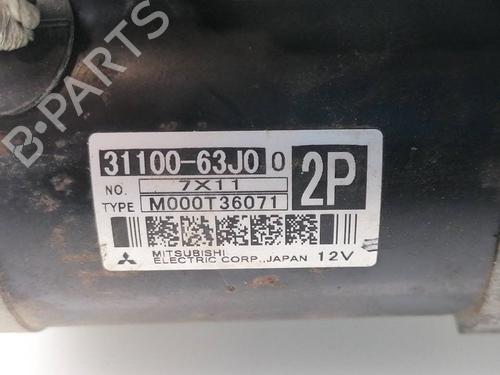 31100-63J0 0
2P
NO. 7X11
TYPE M000T36071
MITSUBISHI
ELECTRIC CORP.,JAPAN 12V
B-PARTS